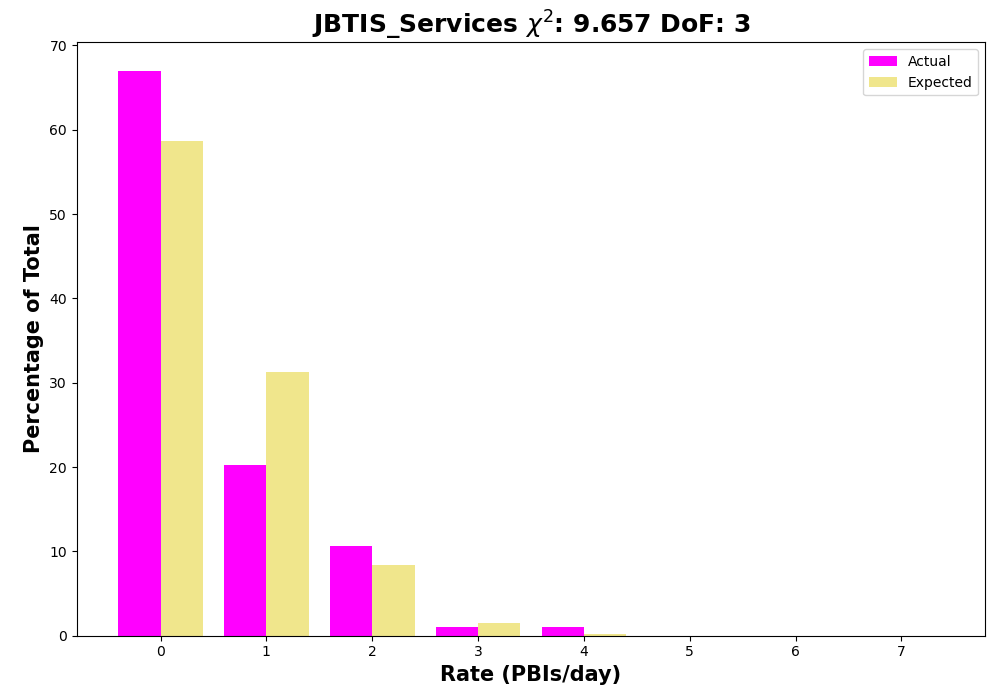 JBTIS_Services χ²: 9.657 DoF: 3
Actual
Expected
Percentage of Total
70
60
50
40
30
20
10
0
0 1 2 3 4 5 6 7
Rate (PBIs/day)